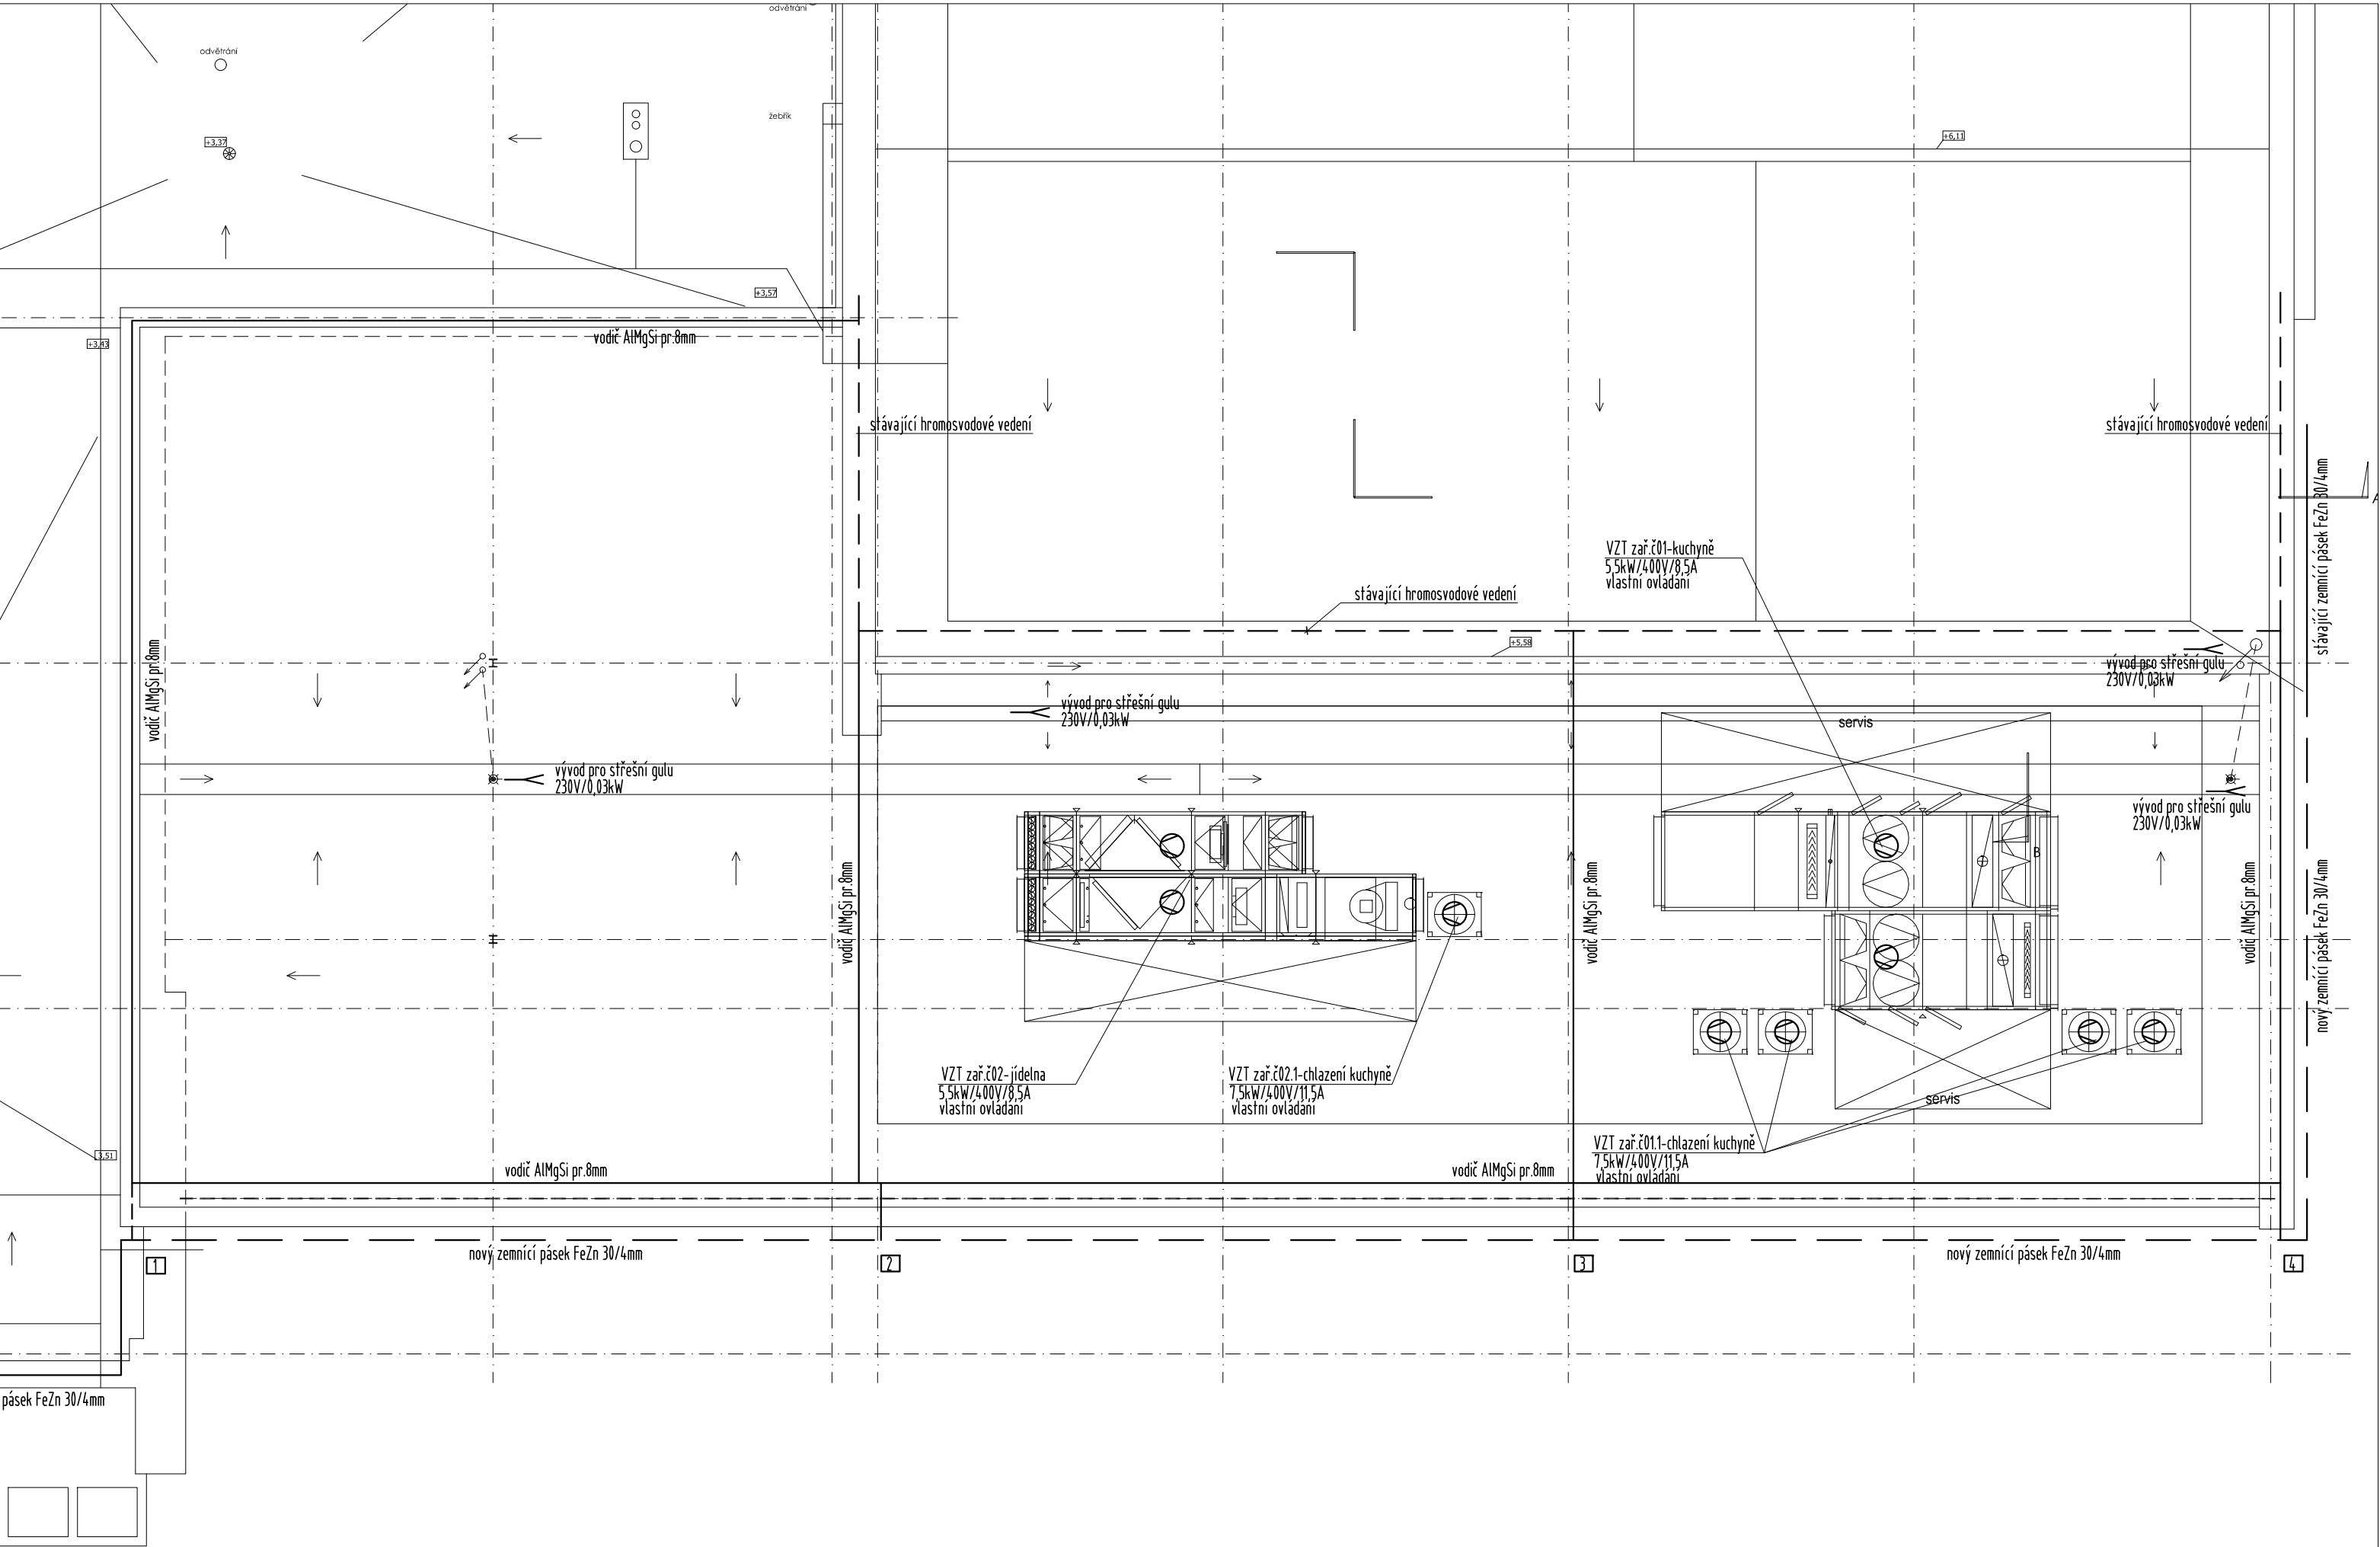 odvětrání
odvětrání
+3,37
žebřík
+6,11
+3,57
vodič AlMgSi pr.8mm
+3,43
stávající hromosvodové vedení
stávající hromosvodové vedení
stávající zemnící pásek FeZn 30/4mm
A
VZT zař.č01-kuchyně
5,5kW/400V/8,5A
vlastní ovládání
stávající hromosvodové vedení
+5,58
vodič AlMgSi pr.8mm
vývod pro střešní gulu
230V/0,03kW
vývod pro střešní gulu
230V/0,03kW
servis
vývod pro střešní gulu
230V/0,03kW
vývod pro střešní gulu
230V/0,03kW
B
vodič AlMgSi pr.8mm
vodič AlMgSi pr.8mm
vodič AlMgSi pr.8mm
nový zemnící pásek FeZn 30/4mm
VZT zař.č02-jídelna
5,5kW/400V/8,5A
vlastní ovládání
VZT zař.č02.1-chlazení kuchyně
7,5kW/400V/11,5A
vlastní ovládání
servis
VZT zař.č01.1-chlazení kuchyně
7,5kW/400V/11,5A
vlastní ovládání
3,51
vodič AlMgSi pr.8mm
vodič AlMgSi pr.8mm
nový zemnící pásek FeZn 30/4mm
nový zemnící pásek FeZn 30/4mm
1
2
3
4
pásek FeZn 30/4mm